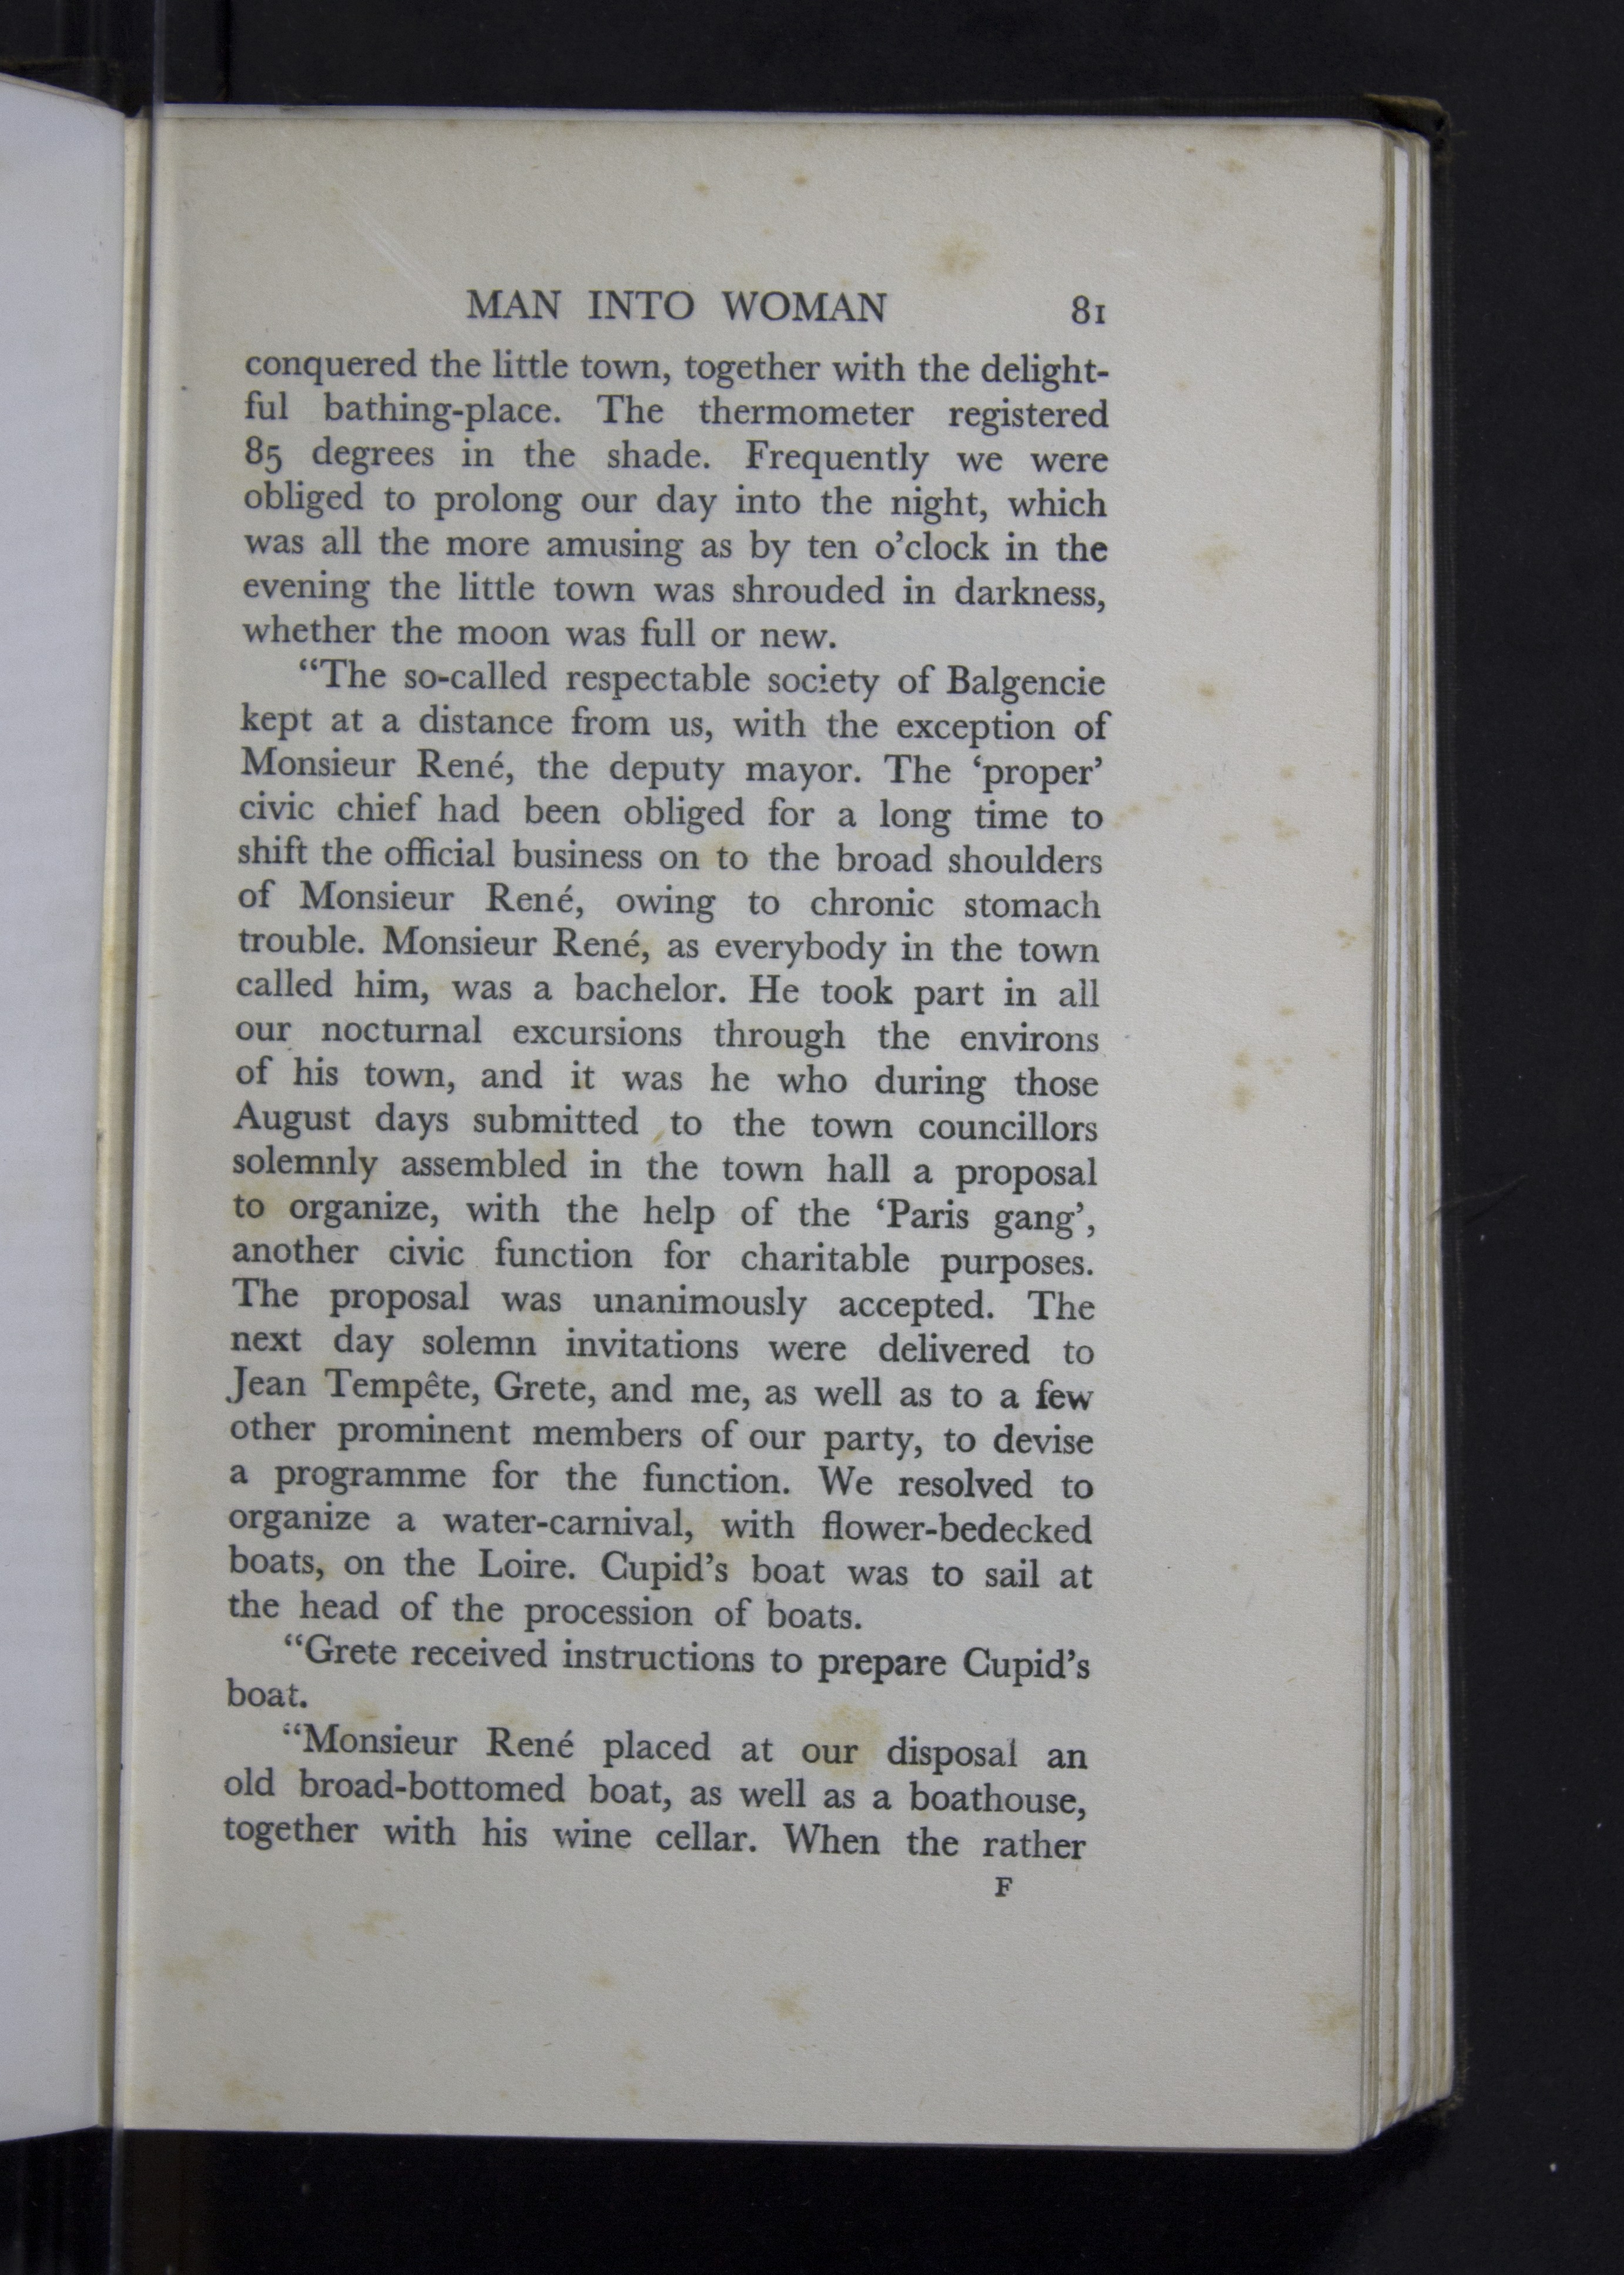 MAN INTO WOMAN 81
conquered the little town, together with the delight-
ful bathing-place. The thermometer registered
85 degrees in the shade. Frequently we were
obliged to prolong our day into the night, which
was all the more amusing as by ten o’clock in the
evening the little town was shrouded in darkness,
whether the moon was full or new.
“The so-called respectable society of Balgencie
kept at a distance from us, with the exception of
Monsieur René, the deputy mayor. The ‘proper’
civic chief had been obliged for a long time to
shift the official business on to the broad shoulders
of Monsieur René, owing to chronic stomach
trouble. Monsieur René, as everybody in the town
called him, was a bachelor. He took part in all
our nocturnal excursions through the environs
of his town, and it was he who during those
August days submitted to the town councillors
solemnly assembled in the town hall a proposal
to organize, with the help of the ‘Paris gang’,
another civic function for charitable purposes.
The proposal was unanimously accepted. The
next day solemn invitations were delivered to
Jean Tempête, Grete, and me, as well as to a few
other prominent members of our party, to devise
a programme for the function. We resolved to
organize a water-carnival, with flower-bedecked
boats, on the Loire. Cupid’s boat was to sail at
the head of the procession of boats.
“Grete received instructions to prepare Cupid’s
boat.
“Monsieur René placed at our disposal an
old broad-bottomed boat, as well as a boathouse,
together with his wine cellar. When the rather
F